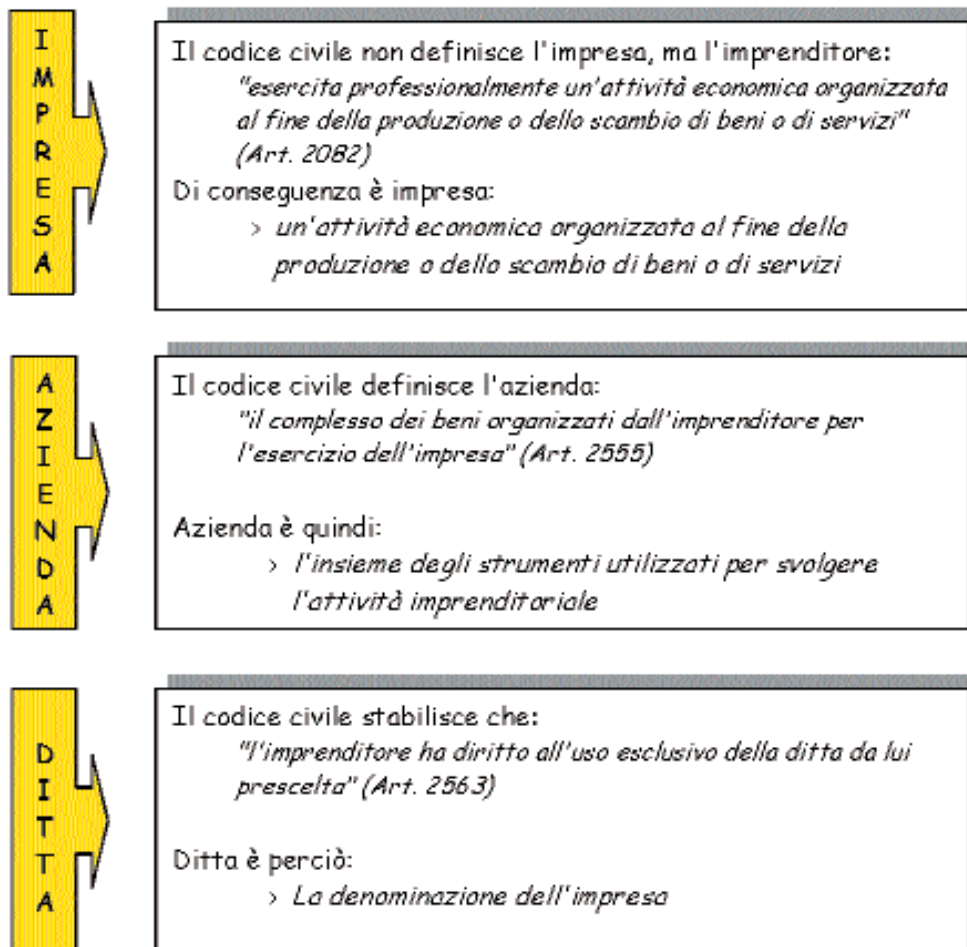 IMPRESA
Il codice civile non definisce l'impresa, ma l'imprenditore:
"esercita professionalmente un'attività economica organizzata
al fine della produzione o dello scambio di beni o di servizi"
(Art. 2082)
Di conseguenza è impresa:
> un'attività economica organizzata al fine della
produzione o dello scambio di beni o di servizi
AZIENDA
Il codice civile definisce l'azienda:
"il complesso dei beni organizzati dall'imprenditore per
l'esercizio dell'impresa" (Art. 2555)
Azienda è quindi:
> l'insieme degli strumenti utilizzati per svolgere
l'attività imprenditoriale
DITTA
Il codice civile stabilisce che:
"l'imprenditore ha diritto all'uso esclusivo della ditta da lui
prescelta" (Art. 2563)
Ditta è perciò:
> La denominazione dell'impresa